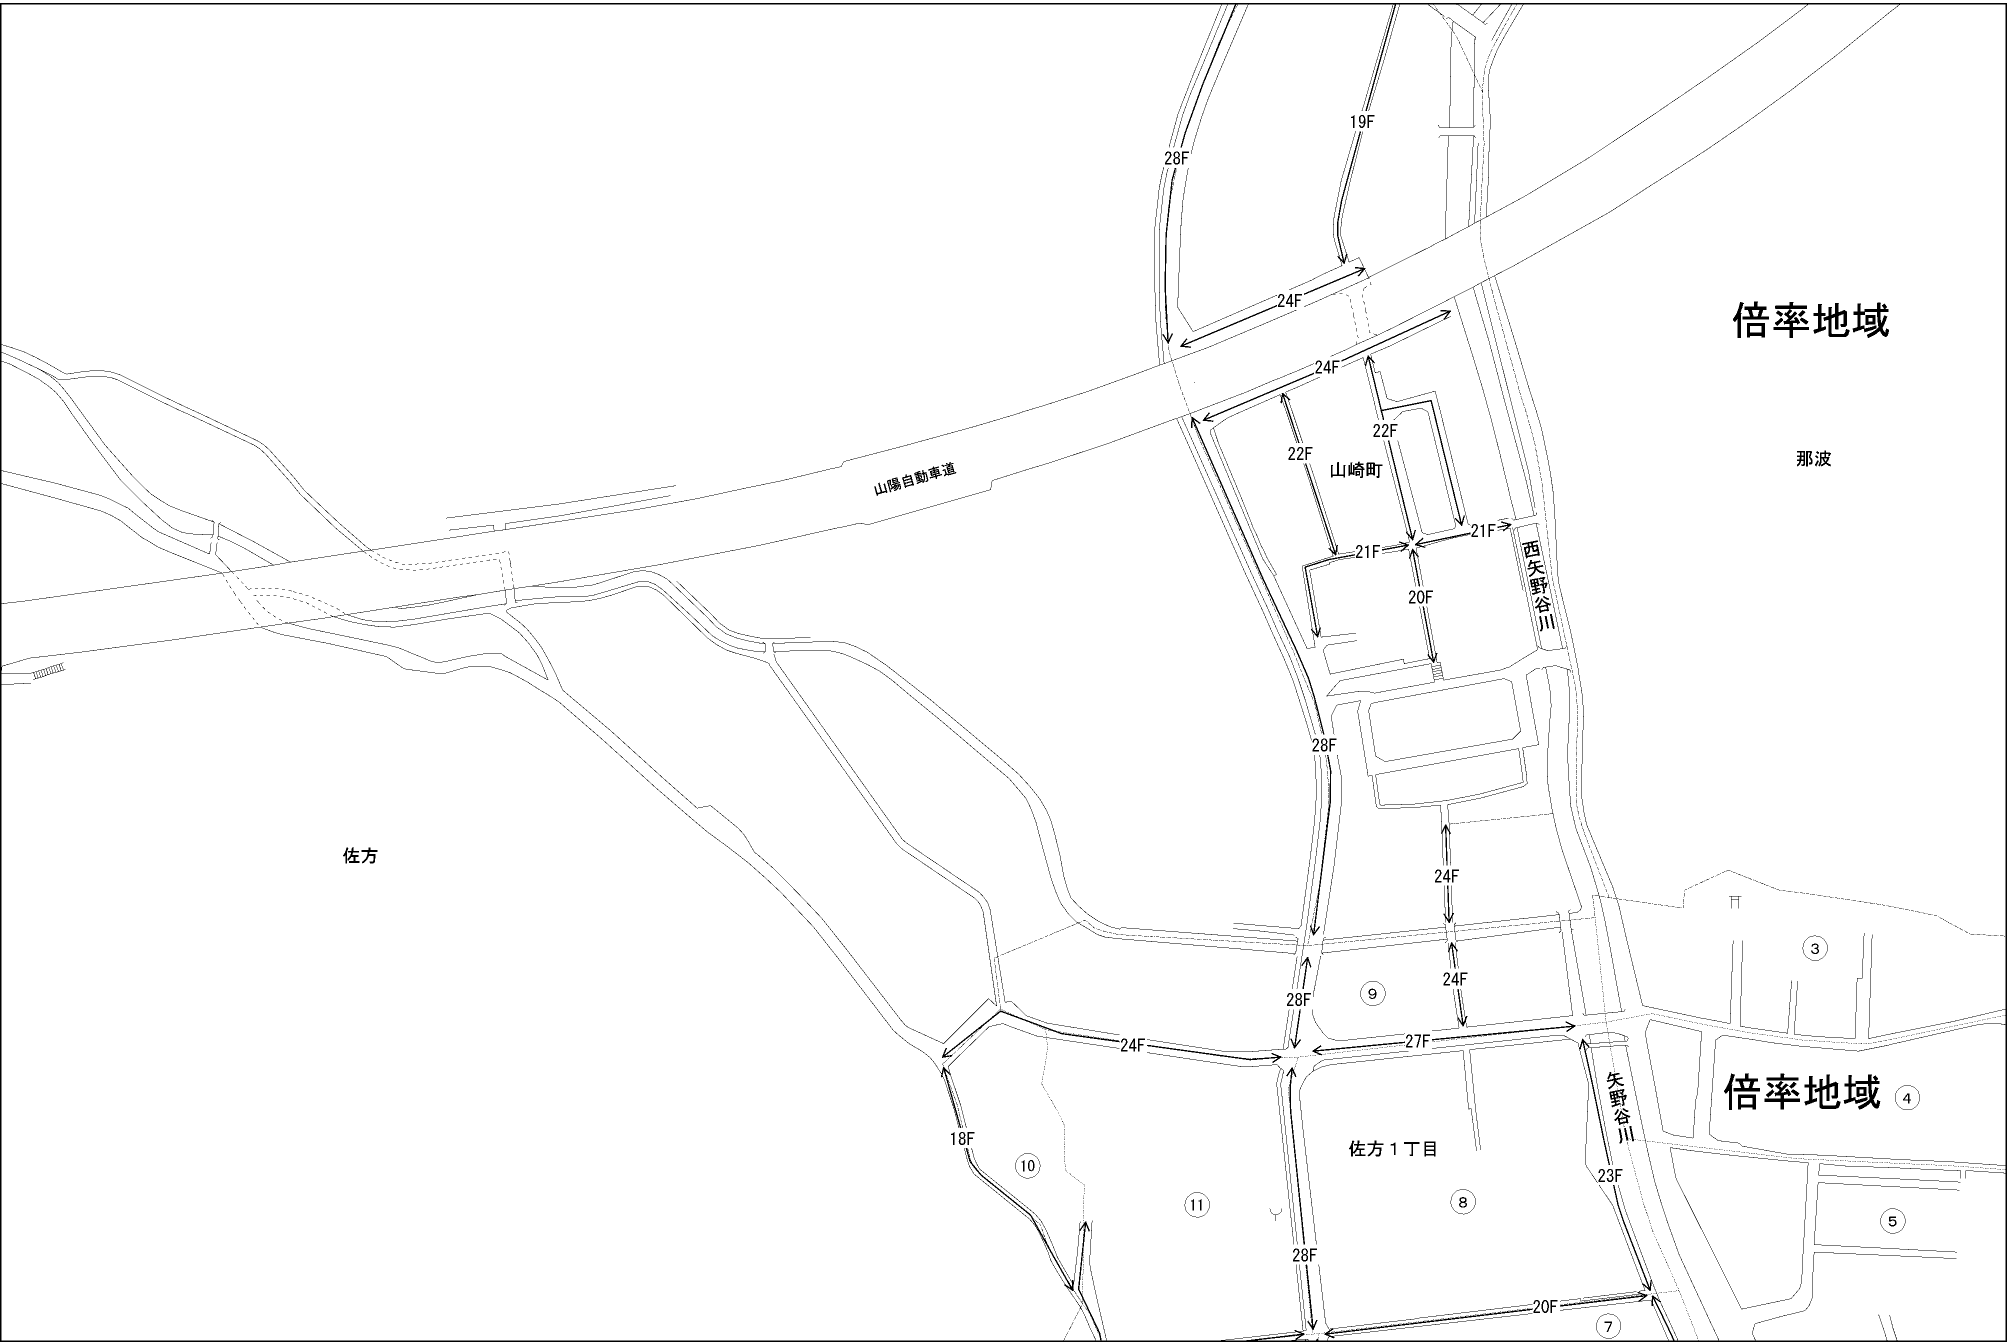 19F
28F
24F
倍率地域
24F
22F
22F
那波
山崎町
山陽自動車道
21F
21F
西矢野谷川
20F
28F
佐方
24F
③
24F
⑨
28F
27F
24F
矢野谷川
倍率地域
④
18F
佐方1丁目
⑩
23F
⑪
⑧
⑤
28F
20F
⑦